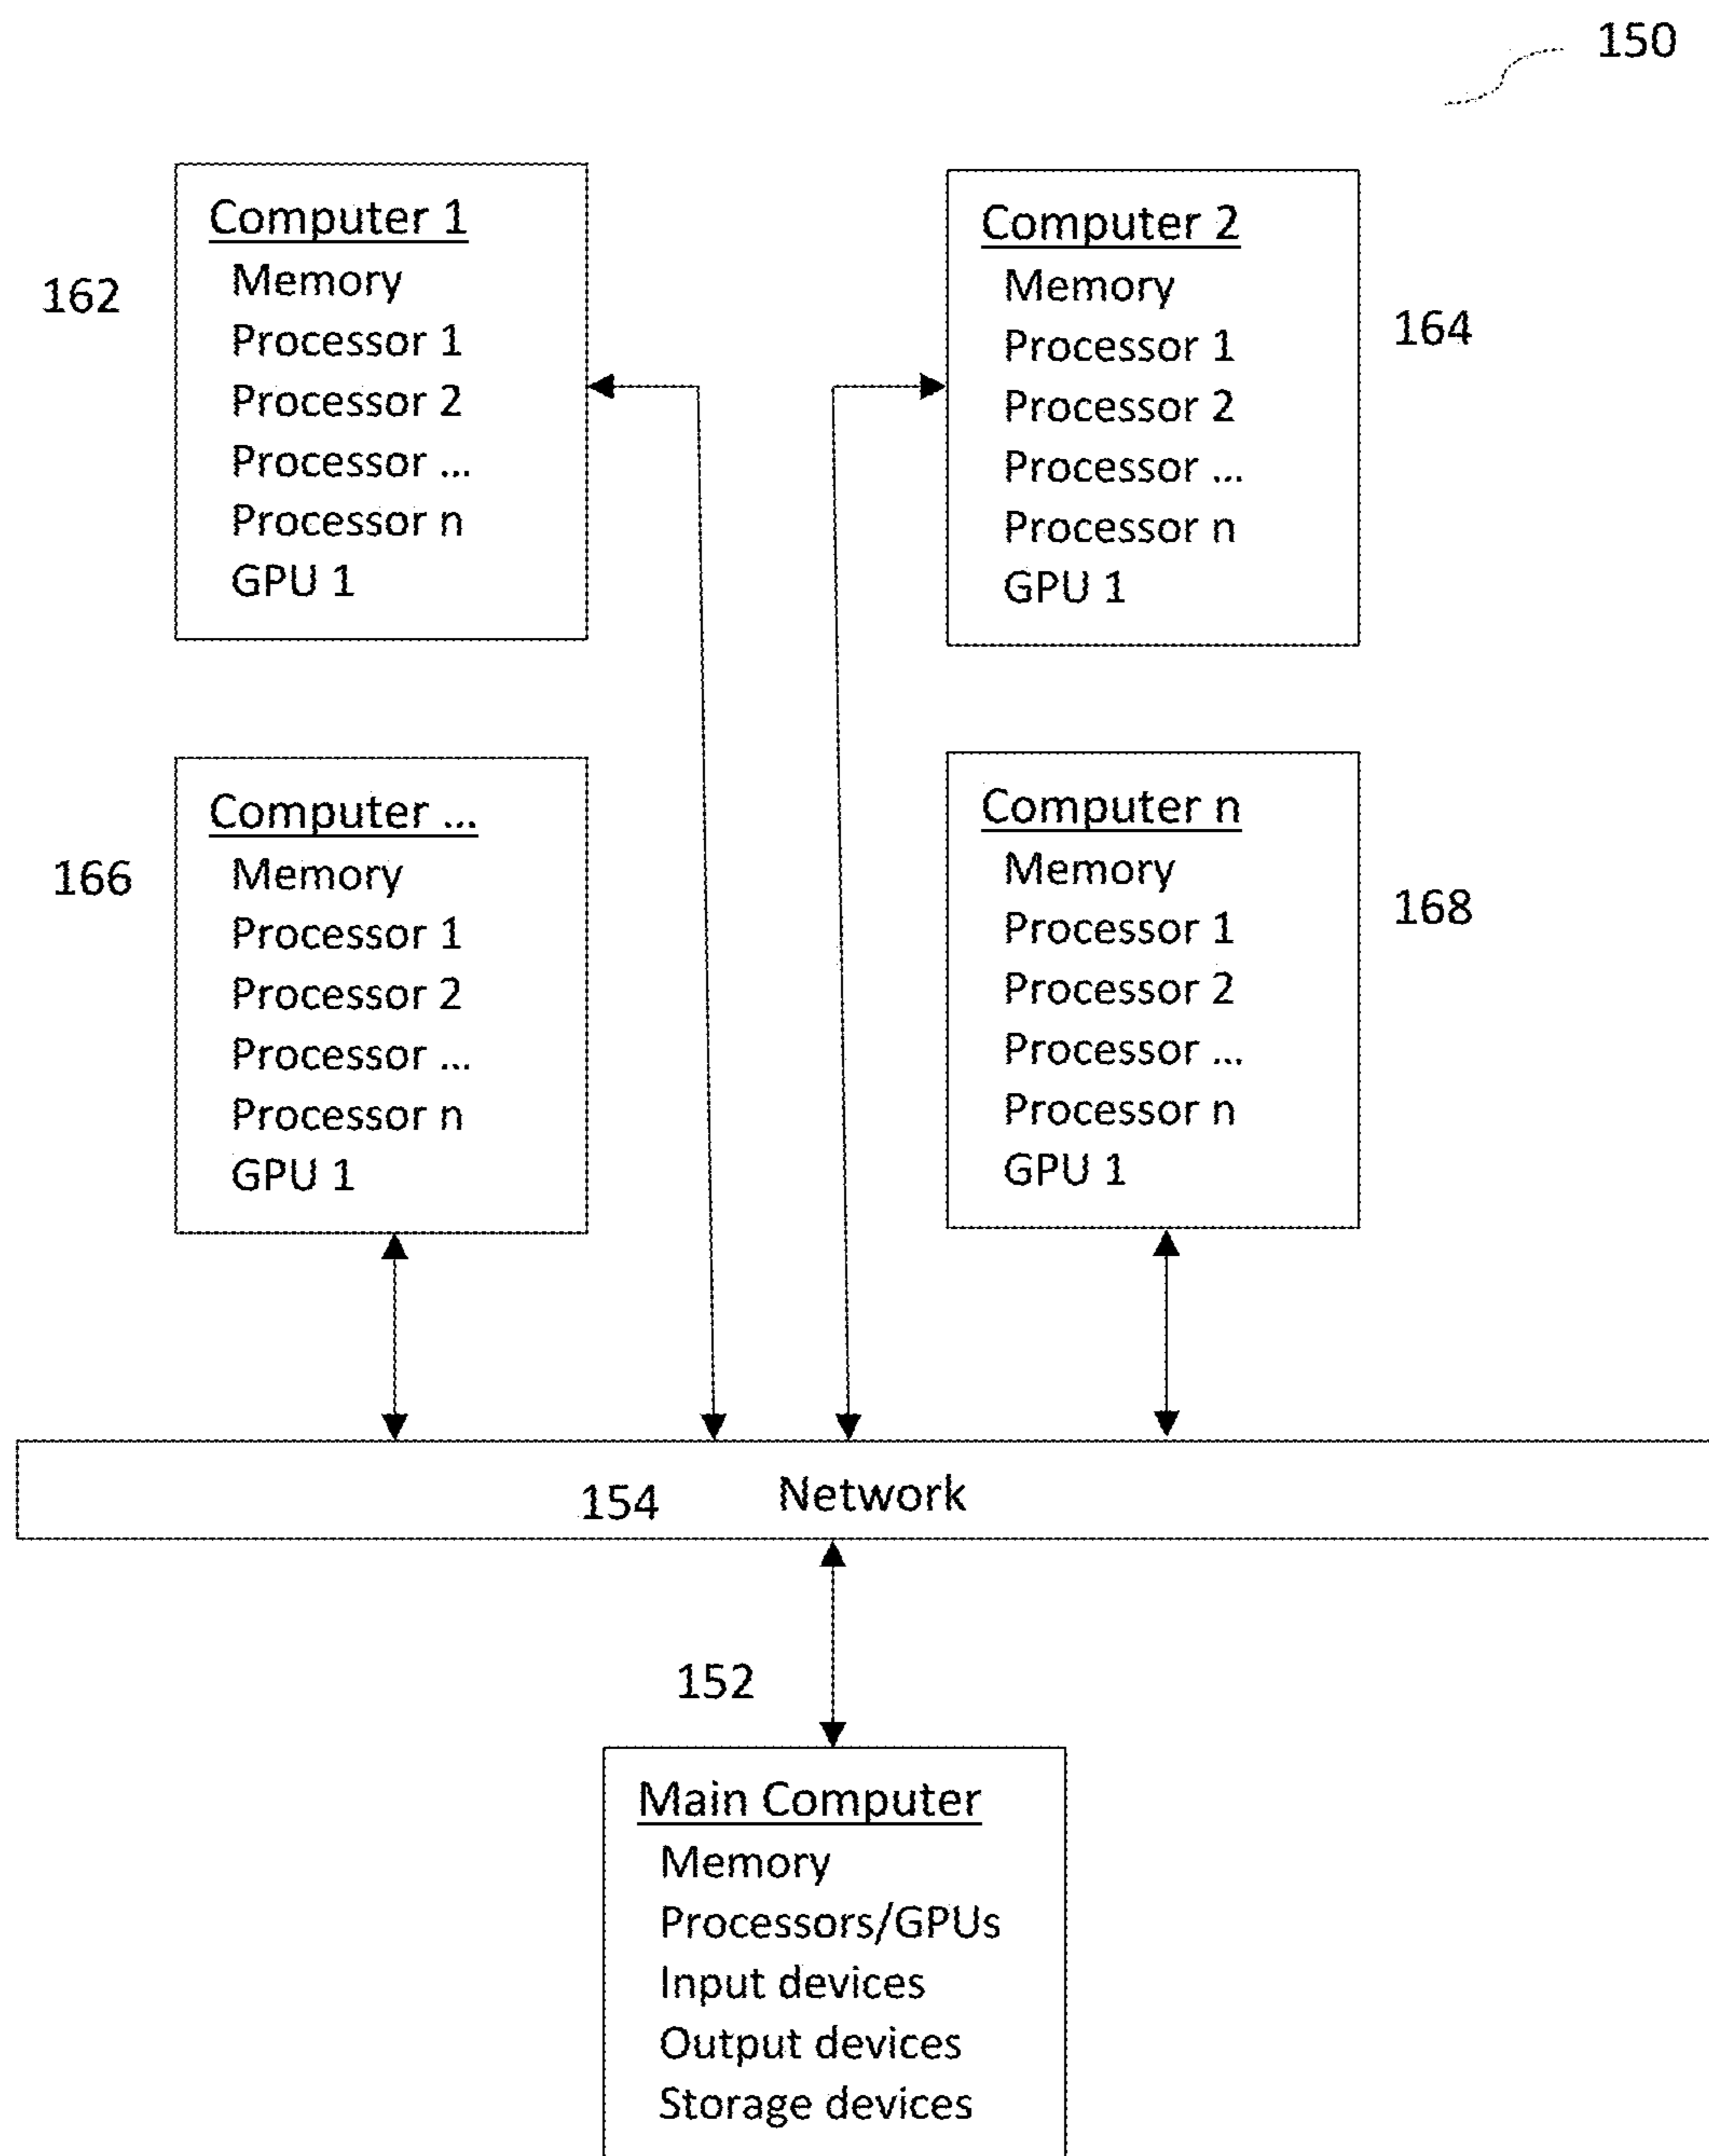 150
162
Computer 1
Memory
Processor 1
Processor 2
Processor ...
Processor n
GPU 1
Computer 2
Memory
Processor 1
Processor 2
Processor ...
Processor n
GPU 1
164
166
Computer ...
Memory
Processor 1
Processor 2
Processor ...
Processor n
GPU 1
Computer n
Memory
Processor 1
Processor 2
Processor ...
Processor n
GPU 1
168
154 Network
152
Main Computer
Memory
Processors/GPUs
Input devices
Output devices
Storage devices